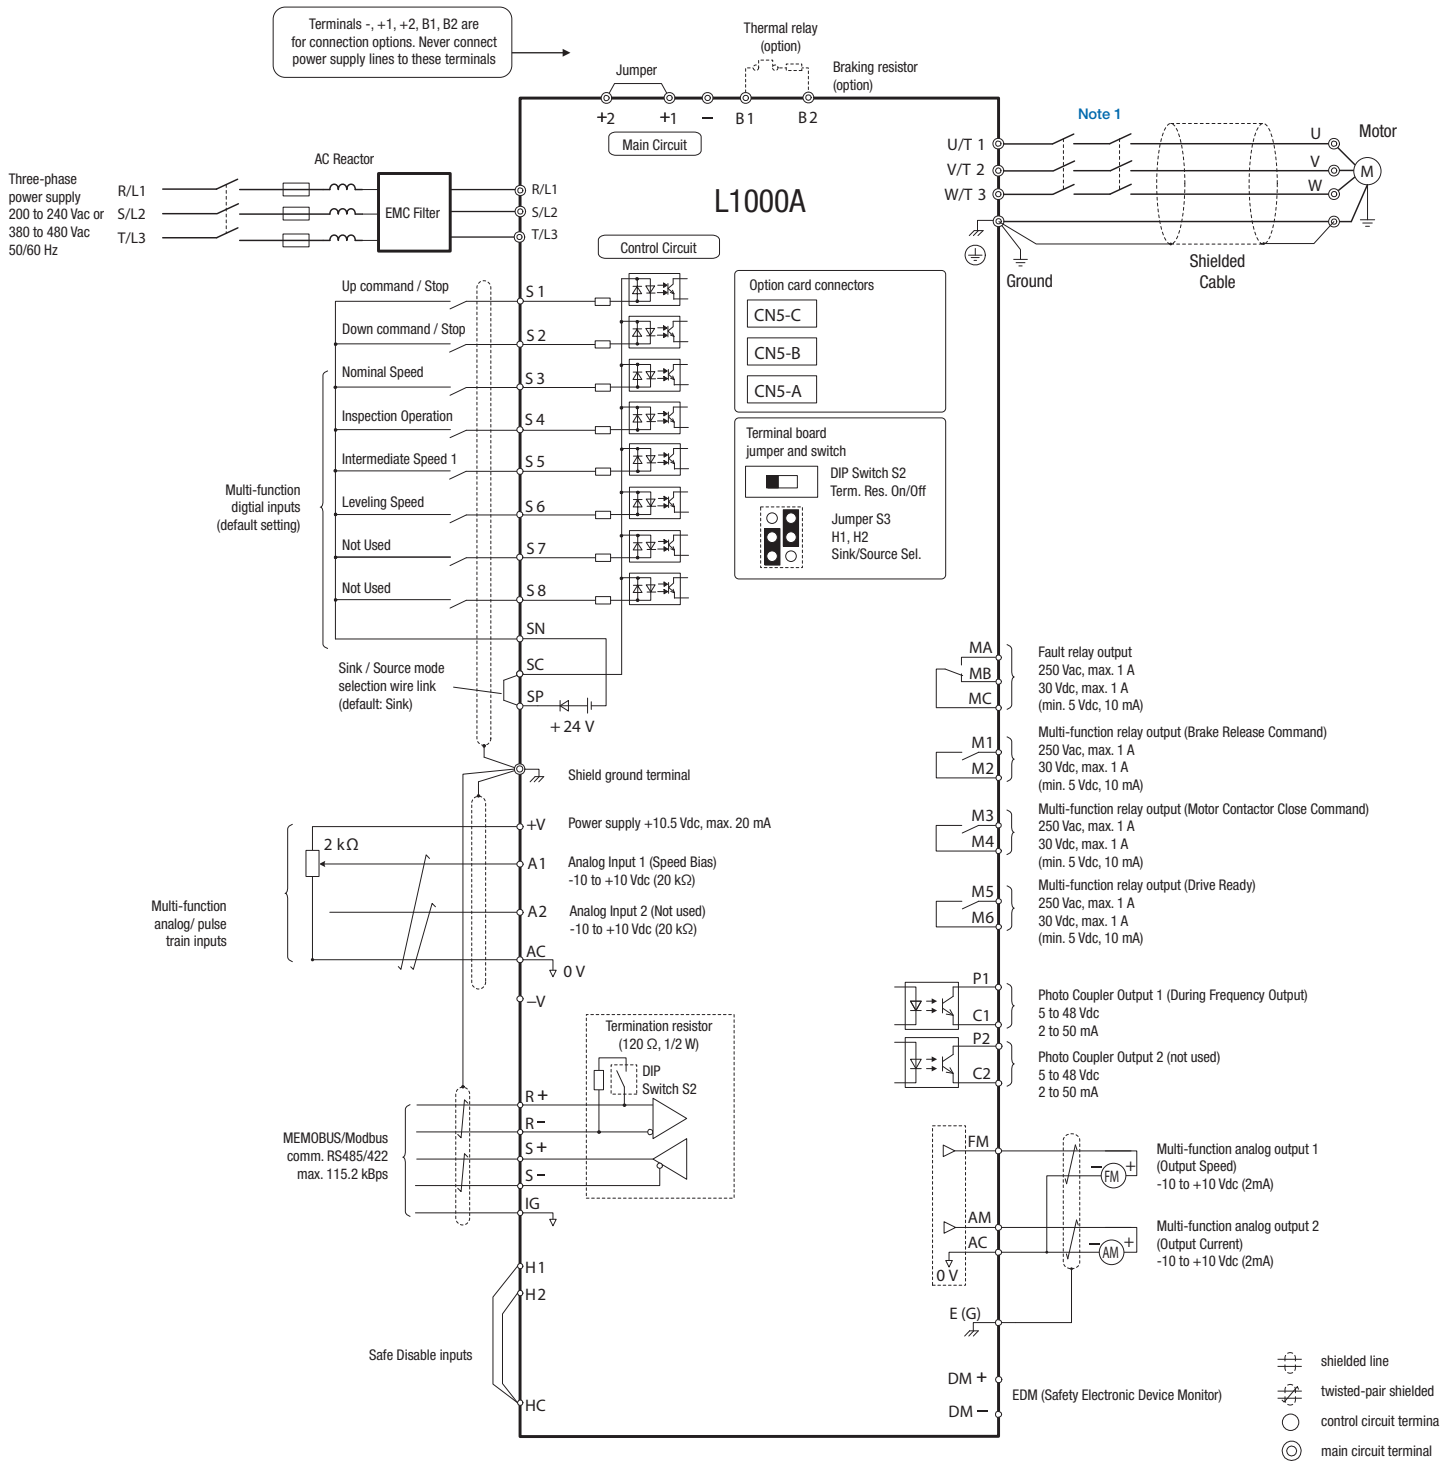 Terminals -, +1, +2, B1, B2 are
for connection options. Never connect
power supply lines to these terminals
Thermal relay
(option)
Jumper
Braking resistor
(option)
+2
+1
–
B1
B2
Main Circuit
Note 1
U/T 1
V/T 2
W/T 3
U
V
W
Motor
M
Ground
Shielded
Cable
AC Reactor
Three-phase
power supply
200 to 240 Vac or
380 to 480 Vac
50/60 Hz
R/L1
S/L2
T/L3
EMC Filter
R/L1
S/L2
T/L3
L1000A
Control Circuit
Option card connectors
CN5-C
CN5-B
CN5-A
Terminal board
jumper and switch
DIP Switch S2
Term. Res. On/Off
Jumper S3
H1, H2
Sink/Source Sel.
Up command / Stop
S1
Down command / Stop
S2
Nominal Speed
S3
Inspection Operation
S4
Intermediate Speed 1
S5
Leveling Speed
S6
Not Used
S7
Not Used
S8
Multi-function
digtial inputs
(default setting)
SN
SC
SP
+24 V
Sink / Source mode
selection wire link
(default: Sink)
Shield ground terminal
+V
Power supply +10.5 Vdc, max. 20 mA
2 kΩ
A1
Analog Input 1 (Speed Bias)
-10 to +10 Vdc (20 kΩ)
A2
Analog Input 2 (Not used)
-10 to +10 Vdc (20 kΩ)
AC
0 V
–V
Multi-function
analog/ pulse
train inputs
Termination resistor
(120 Ω, 1/2 W)
DIP
Switch S2
R+
R–
S+
S–
IG
MEMOBUS/Modbus
comm. RS485/422
max. 115.2 kBps
H1
H2
HC
Safe Disable inputs
MA
MB
MC
Fault relay output
250 Vac, max. 1 A
30 Vdc, max. 1 A
(min. 5 Vdc, 10 mA)
M1
M2
Multi-function relay output (Brake Release Command)
250 Vac, max. 1 A
30 Vdc, max. 1 A
(min. 5 Vdc, 10 mA)
M3
M4
Multi-function relay output (Motor Contactor Close Command)
250 Vac, max. 1 A
30 Vdc, max. 1 A
(min. 5 Vdc, 10 mA)
M5
M6
Multi-function relay output (Drive Ready)
250 Vac, max. 1 A
30 Vdc, max. 1 A
(min. 5 Vdc, 10 mA)
P1
C1
Photo Coupler Output 1 (During Frequency Output)
5 to 48 Vdc
2 to 50 mA
P2
C2
Photo Coupler Output 2 (not used)
5 to 48 Vdc
2 to 50 mA
FM
– +
FM
Multi-function analog output 1
(Output Speed)
-10 to +10 Vdc (2mA)
AM
AC
0 V
– +
AM
Multi-function analog output 2
(Output Current)
-10 to +10 Vdc (2mA)
E (G)
DM +
DM –
EDM (Safety Electronic Device Monitor)
shielded line
twisted-pair shielded
control circuit termina
main circuit terminal